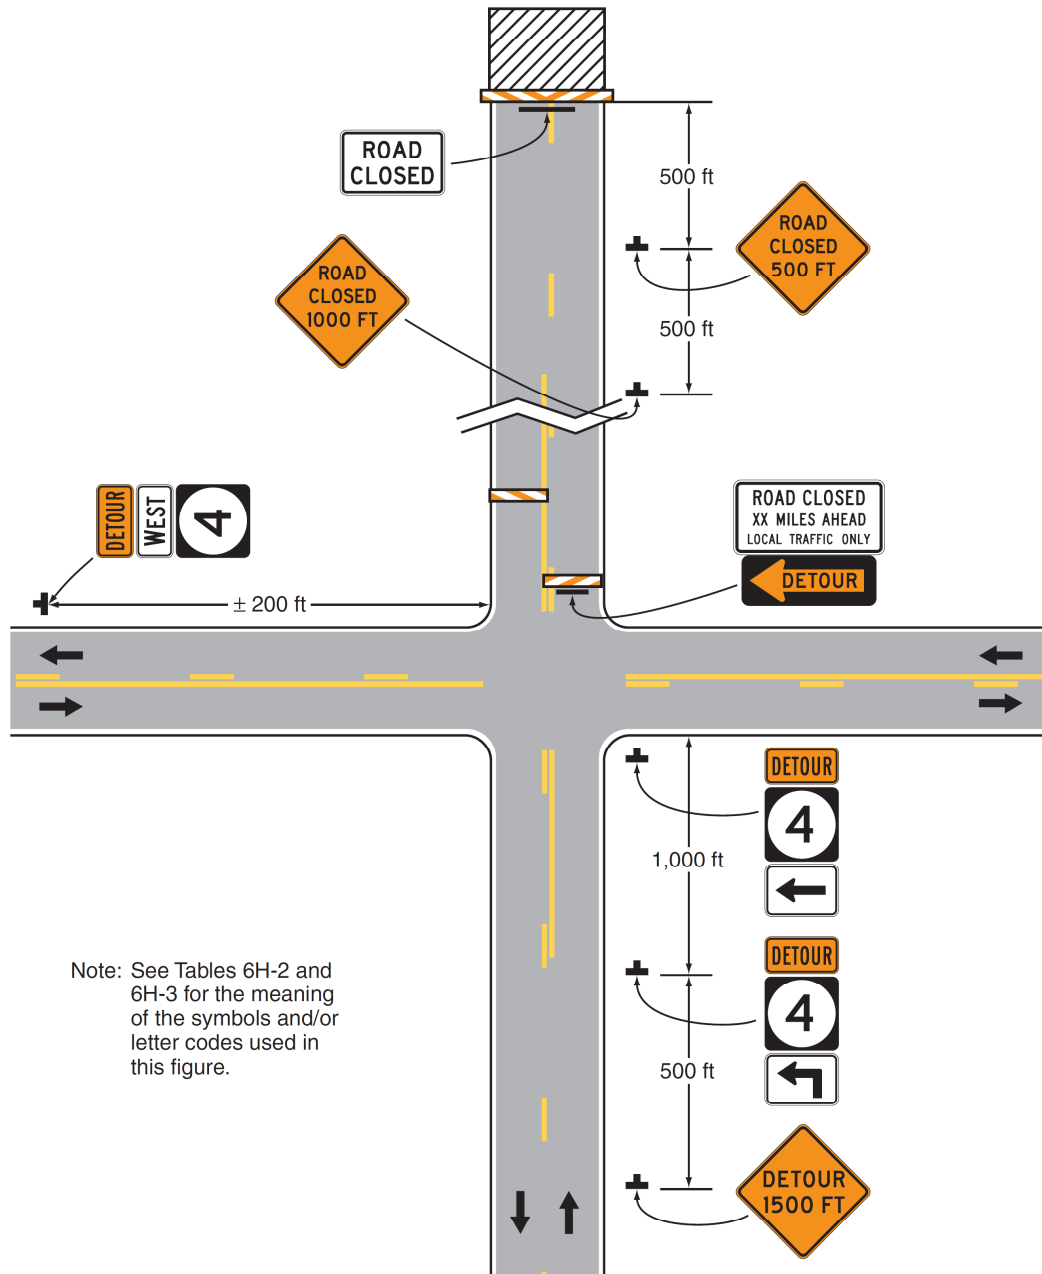 ROAD
CLOSED
500 ft
ROAD
CLOSED
500 FT
ROAD
CLOSED
1000 FT
500 ft
DETOUR
WEST
4
ROAD CLOSED
XX MILES AHEAD
LOCAL TRAFFIC ONLY
DETOUR
± 200 ft
DETOUR
4
1,000 ft
DETOUR
4
Note: See Tables 6H-2 and
6H-3 for the meaning
of the symbols and/or
letter codes used in
this figure.
500 ft
DETOUR
1500 FT